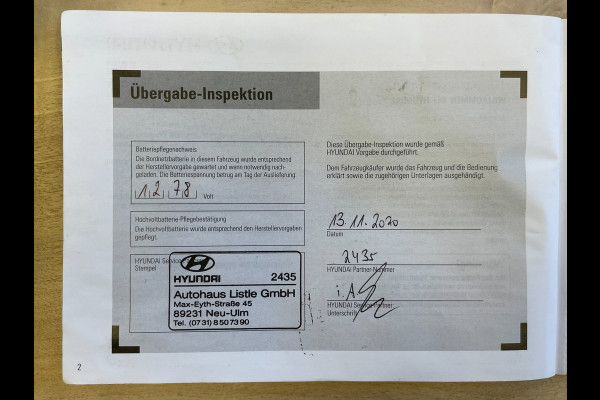 Übergabe-Inspektion
Batteriepflegenachweis
Die Bordnetzbatterie in diesem Fahrzeug wurde entsprechend
der Herstellervorgabe gewartet und wenn notwendig nach-
geladen. Die Batteriespannung betrug am Tag der Auslieferung
12,78 Volt
Hochvoltbatterie-Pflegebestätigung
Die Hochvoltbatterie wurde entsprechend den Herstellervorgaben
gepflegt.
HYUNDAI Service
Stempel
HYUNDAI 2435
Autohaus Listle GmbH
Max-Eyth-Straße 45
89231 Neu-Ulm
Tel. (0731) 8507390
Diese Übergabe-Inspektion wurde gemäß
HYUNDAI Vorgabe durchgeführt.
Dem Fahrzeugkäufer wurde das Fahrzeug und die Bedienung
erklärt sowie die zugehörigen Unterlagen ausgehändigt.
13.11.2020
Datum
2435
HYUNDAI Partner-Nummer
i.A.
HYUNDAI Service-Partner
Unterschrift
2